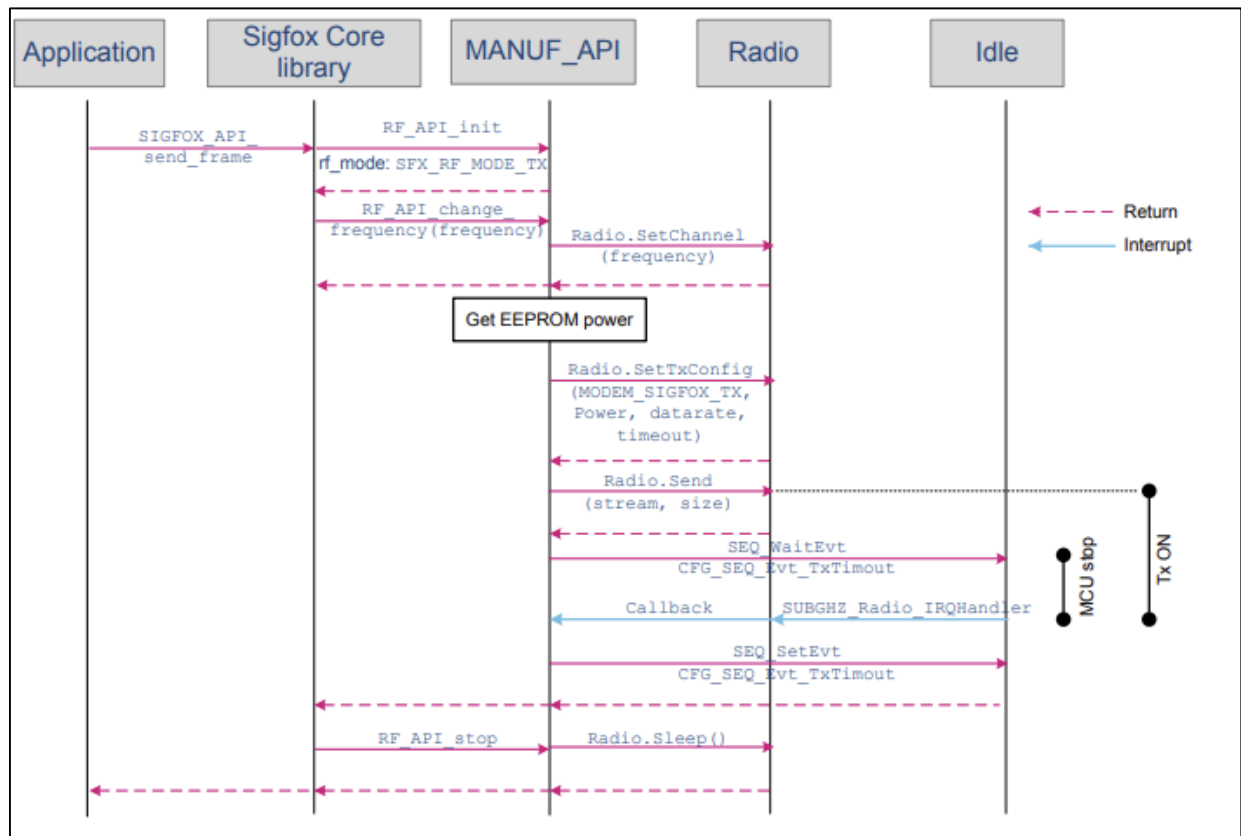 Application
Sigfox Core
library
MANUF_API
Radio
Idle
SIGFOX_API_
send_frame
RF_API_init
rf_mode: SFX_RF_MODE_TX
RF_API_change_
frequency(frequency)
Radio.SetChannel
(frequency)
Return
Interrupt
Get EEPROM power
Radio.SetTxConfig
(MODEM_SIGFOX_TX,
Power, datarate,
timeout)
Radio.Send
(stream, size)
SEQ_WaitEvt
CFG_SEQ_Evt_TxTimout
MCU stop
Tx ON
Callback
SUBGHZ_Radio_IRQHandler
SEQ_SetEvt
CFG_SEQ_Evt_TxTimout
RF_API_stop
Radio.Sleep()